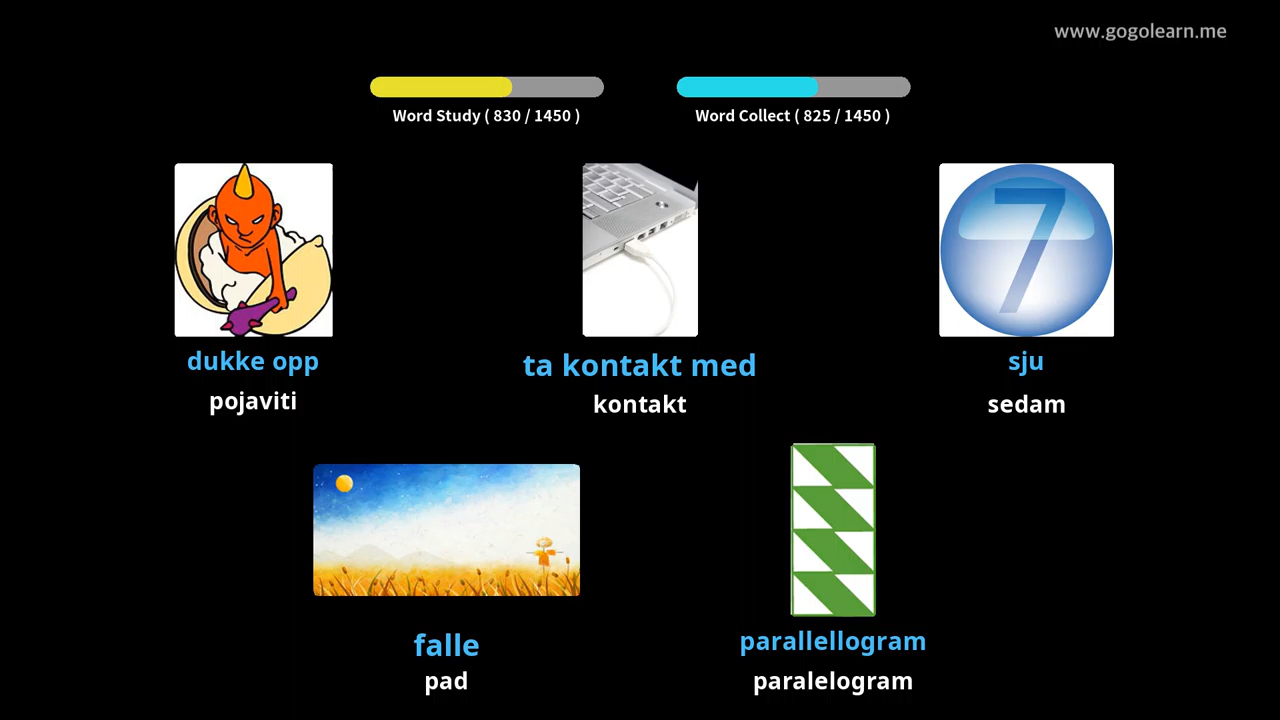 www.gogolearn.me
Word Study ( 830 / 1450 )
Word Collect ( 825 / 1450 )
7
dukke opp
ta kontakt med
sju
pojaviti
kontakt
sedam
falle
parallellogram
pad
paralelogram